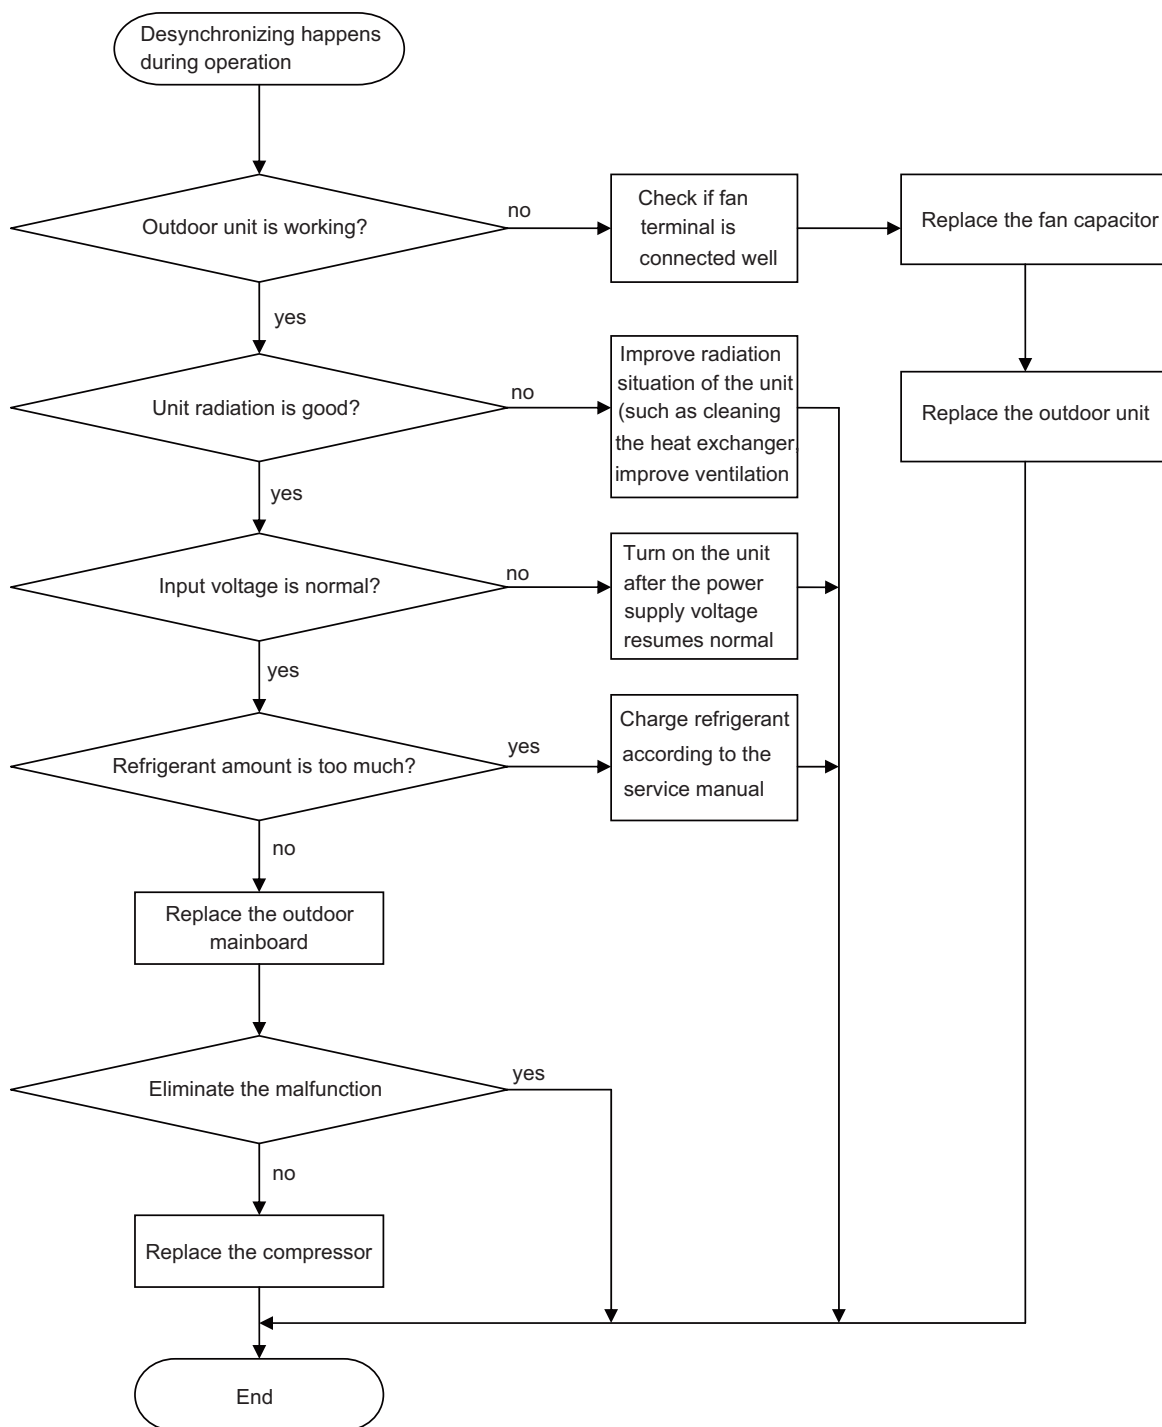 Desynchronizing happens
during operation
Outdoor unit is working?
no
Check if fan
terminal is
connected well
Replace the fan capacitor
yes
Unit radiation is good?
no
Improve radiation
situation of the unit
(such as cleaning
the heat exchanger,
improve ventilation
Replace the outdoor unit
yes
Input voltage is normal?
no
Turn on the unit
after the power
supply voltage
resumes normal
yes
Refrigerant amount is too much?
yes
Charge refrigerant
according to the
service manual
no
Replace the outdoor
mainboard
Eliminate the malfunction
yes
no
Replace the compressor
End